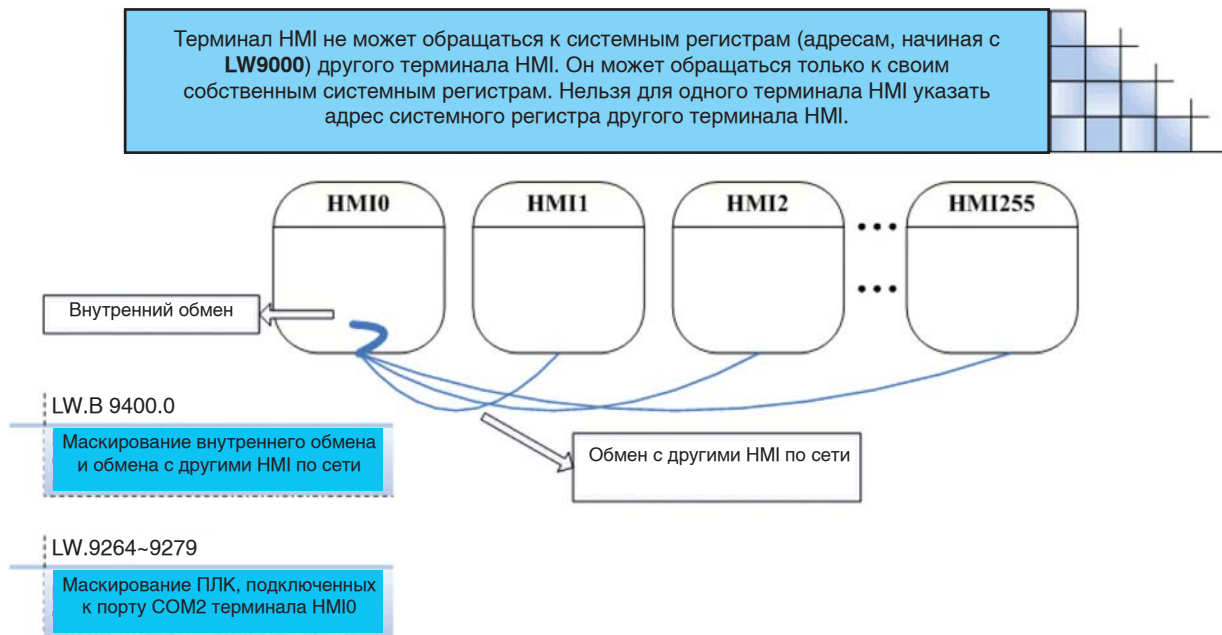 Терминал HMI не может обращаться к системным регистрам (адресам, начиная с
LW9000) другого терминала HMI. Он может обращаться только к своим
собственным системным регистрам. Нельзя для одного терминала HMI указать
адрес системного регистра другого терминала HMI.
HMI0
HMI1
HMI2
HMI255
Внутренний обмен
LW.B 9400.0
Маскирование внутреннего обмена
и обмена с другими HMI по сети
Обмен с другими HMI по сети
LW.9264~9279
Маскирование ПЛК, подключенных
к порту COM2 терминала HMI0